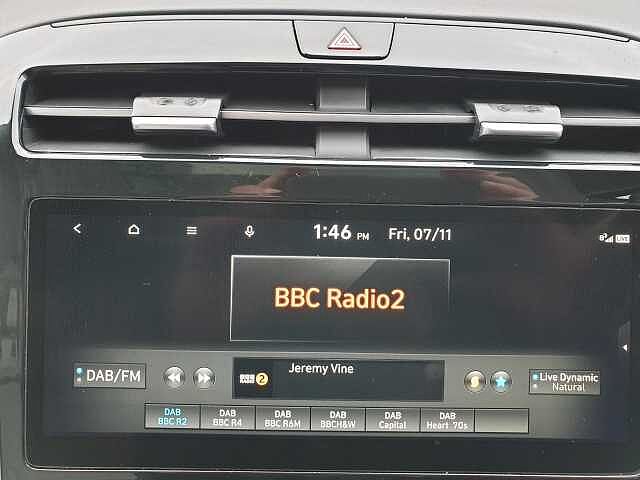 1:46 PM Fri, 07/11
LIVE
BBC Radio2
DAB/FM
2
Jeremy Vine
Live Dynamic
Natural
DAB
BBC R2
DAB
BBC R4
DAB
BBC R6M
DAB
BBCH&W
DAB
Capital
DAB
Heart 70s